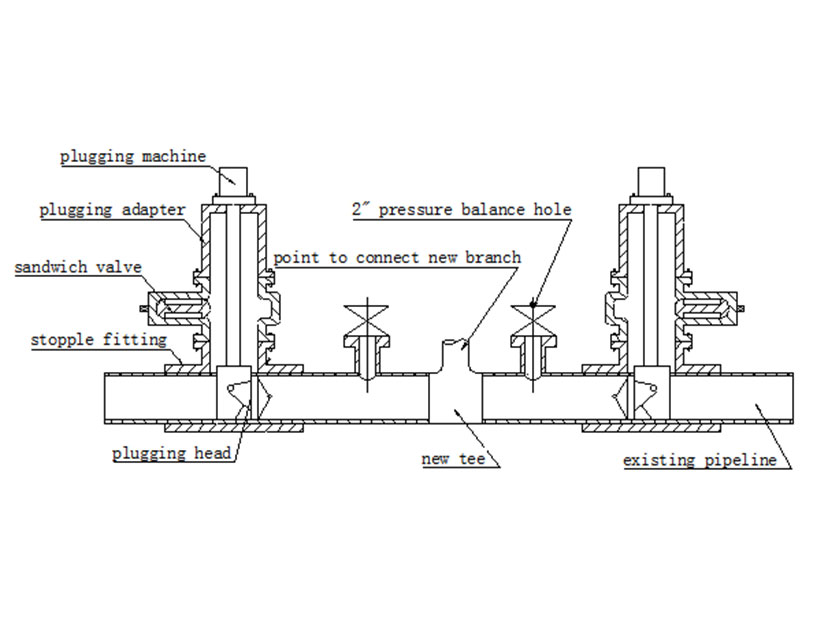 plugging machine
plugging adapter
2" pressure balance hole
point to connect new branch
sandwich valve
stopple fitting
plugging head
new tee
existing pipeline